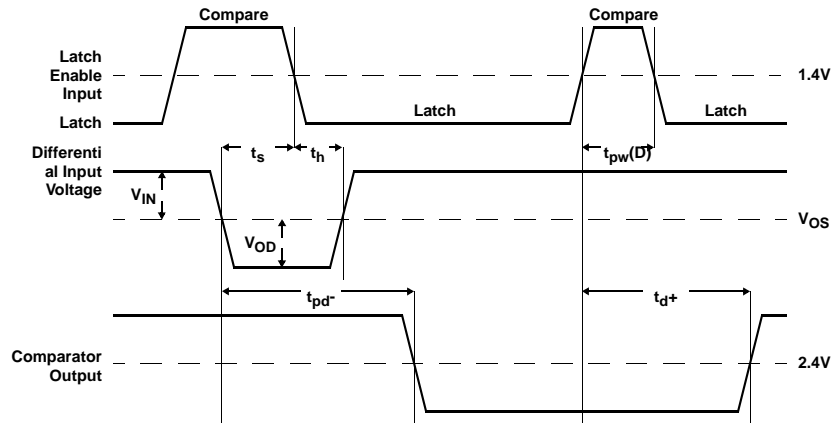 Compare
Compare
Latch
Enable
Input
1.4V
Latch
Latch
Latch
Differenti
al Input
Voltage
ts
th
tpw(D)
VIN
VOS
VOD
tpd-
td+
Comparator
Output
2.4V